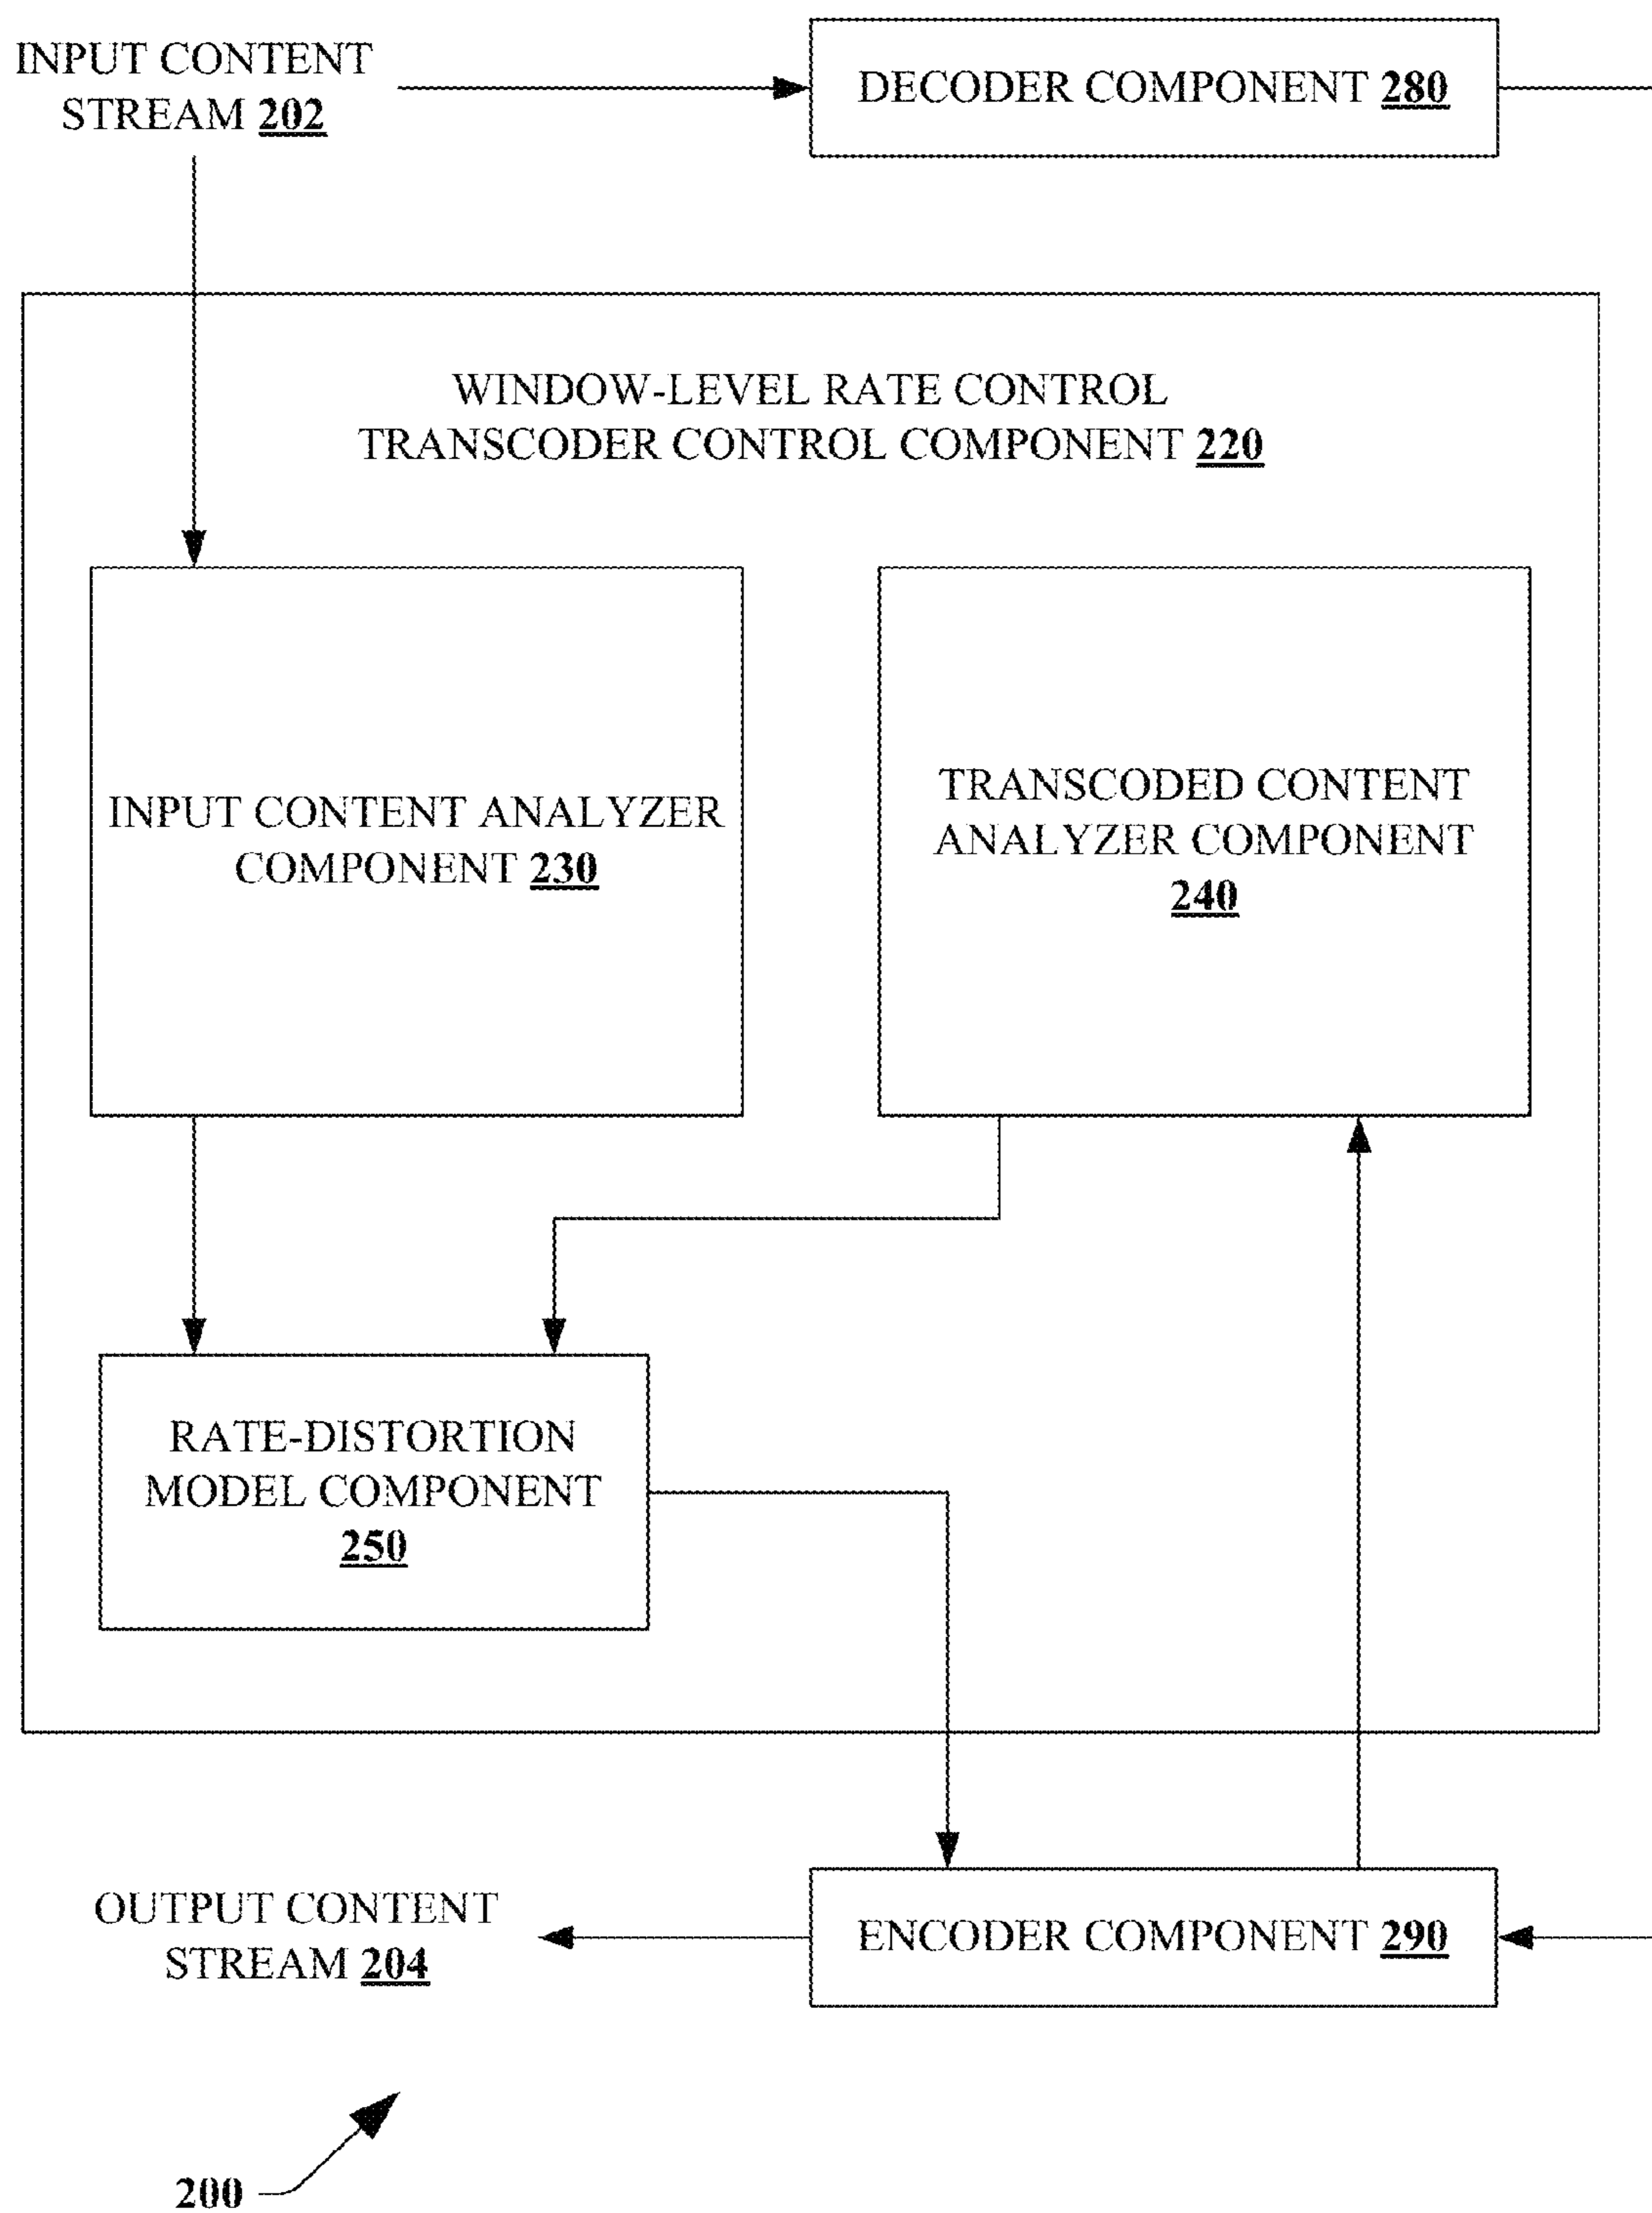 INPUT CONTENT
STREAM 202
DECODER COMPONENT 280
WINDOW-LEVEL RATE CONTROL
TRANSCODER CONTROL COMPONENT 220
INPUT CONTENT ANALYZER
COMPONENT 230
TRANSCODED CONTENT
ANALYZER COMPONENT
240
RATE-DISTORTION
MODEL COMPONENT
250
OUTPUT CONTENT
STREAM 204
ENCODER COMPONENT 290
200